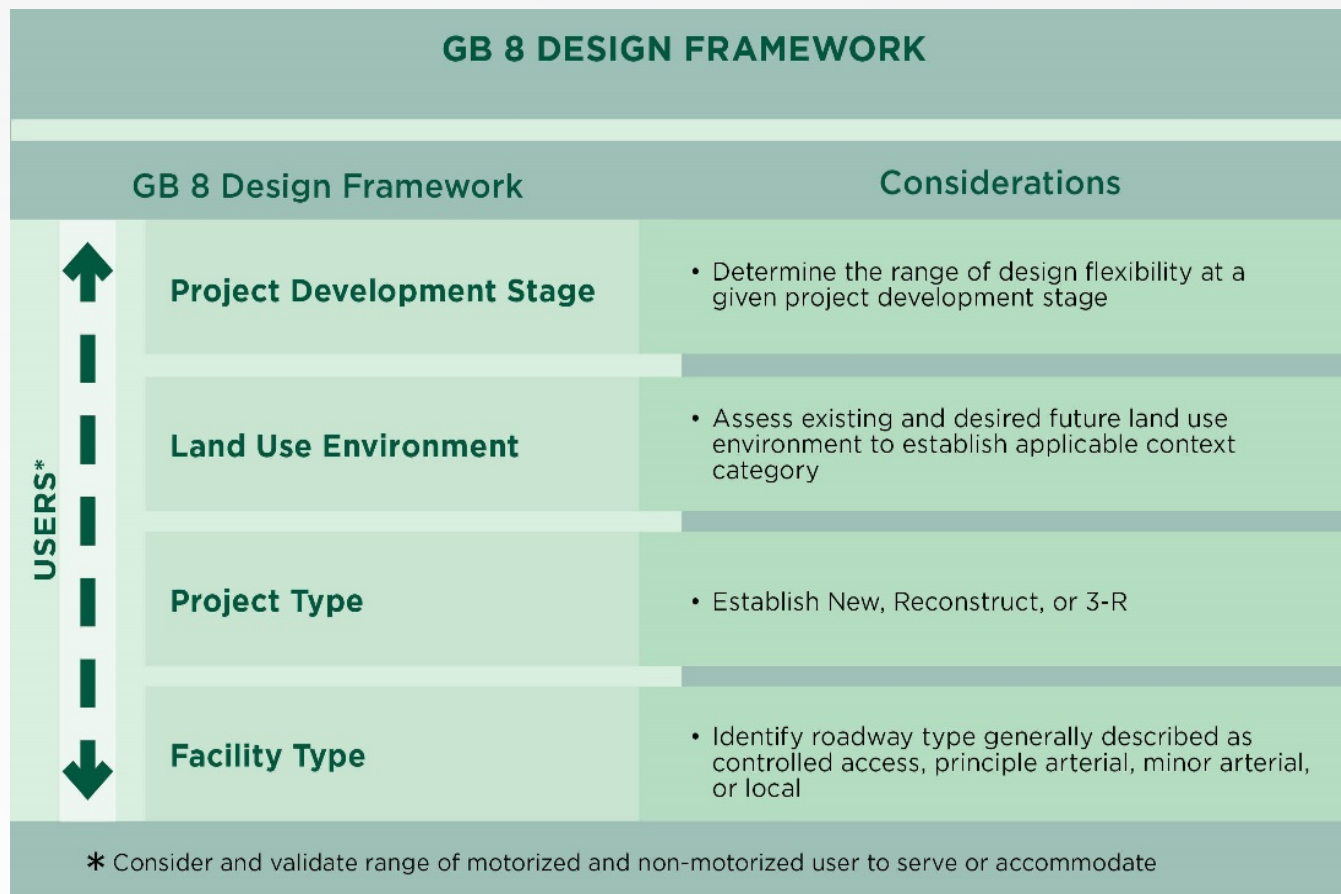 GB 8 DESIGN FRAMEWORK
GB 8 Design Framework
Considerations
USERS*
Project Development Stage
• Determine the range of design flexibility at a
given project development stage
Land Use Environment
• Assess existing and desired future land use
environment to establish applicable context
category
Project Type
• Establish New, Reconstruct, or 3-R
Facility Type
• Identify roadway type generally described as
controlled access, principle arterial, minor arterial,
or local
* Consider and validate range of motorized and non-motorized user to serve or accommodate